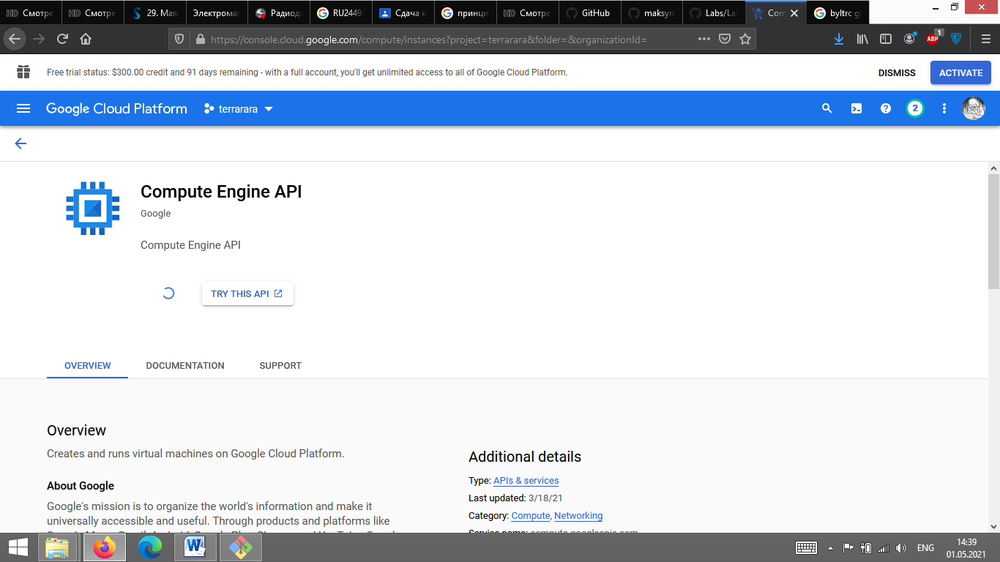 HD Смотре
HD Смотре
S 29. Мая
Электромаг
Радиода
G RU2449
Сдача к
G принци
HD Смотре
GitHub
maksym
Labs/La
Com
G byltrc g
https://console.cloud.google.com/compute/instances?project=terrarara&folder=&organizationId=
ABP
1
Free trial status: $300.00 credit and 91 days remaining - with a full account, you'll get unlimited access to all of Google Cloud Platform.
DISMISS
ACTIVATE
Google Cloud Platform
terrarara
2
Compute Engine API
Google
Compute Engine API
TRY THIS API
OVERVIEW
DOCUMENTATION
SUPPORT
Overview
Creates and runs virtual machines on Google Cloud Platform.
About Google
Google's mission is to organize the world's information and make it
universally accessible and useful. Through products and platforms like
Additional details
Type: APIs & services
Last updated: 3/18/21
Category: Compute, Networking
Service name: compute.googleapis.com
ENG
14:39
01.05.2021